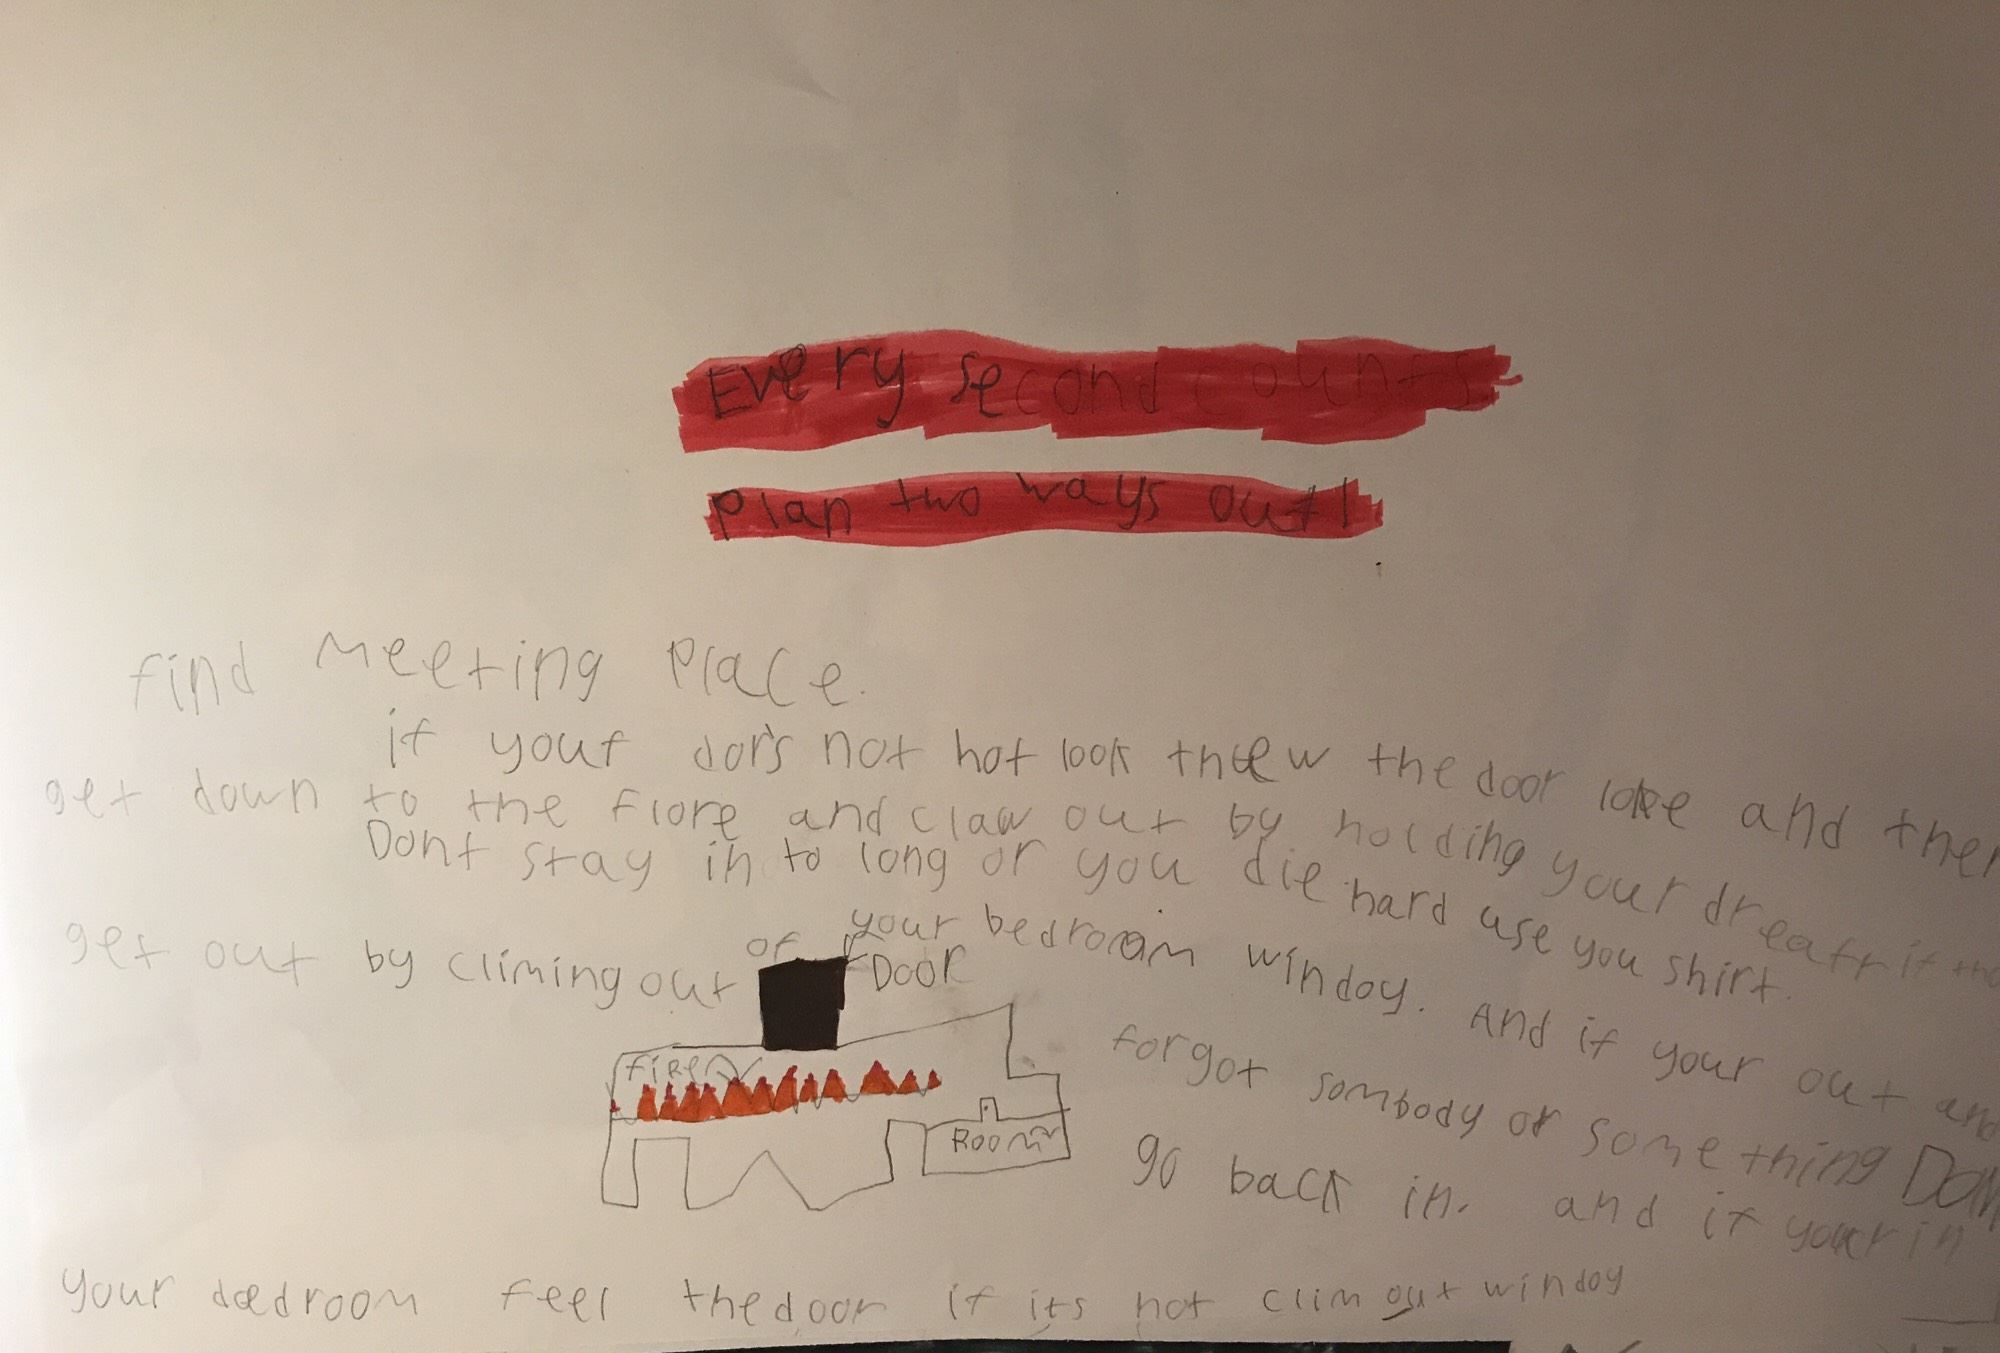 Every second counts
Plan two ways out!
find meeting place.
if your dor's not hot look the door and then
get down to the flore and claw out by holding your dreath if the
Dont stay in to long or you die hard use you shirt.
get out by climing out of your bedroom windoy. And if your out and
DOOR
fire
forgot sombody or something
Room
go back in. and if your in
your dedroom feel the door if its hot clim out windoy